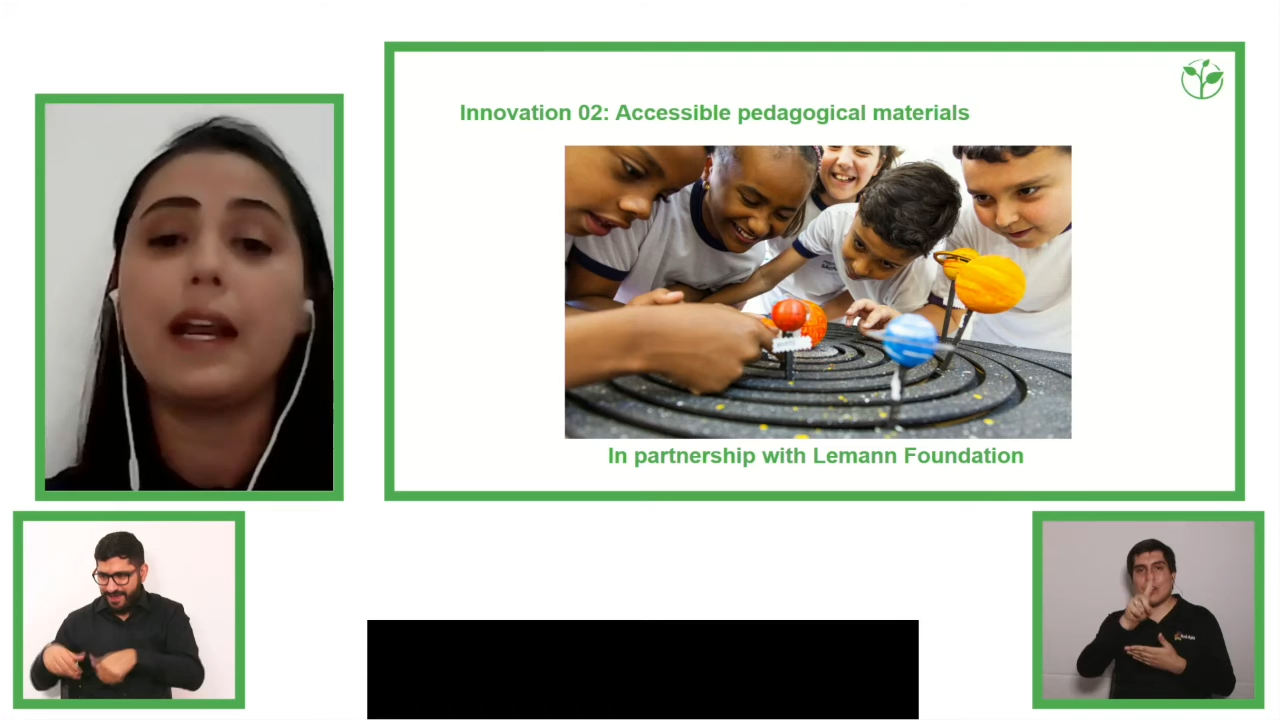 Innovation 02: Accessible pedagogical materials
In partnership with Lemann Foundation